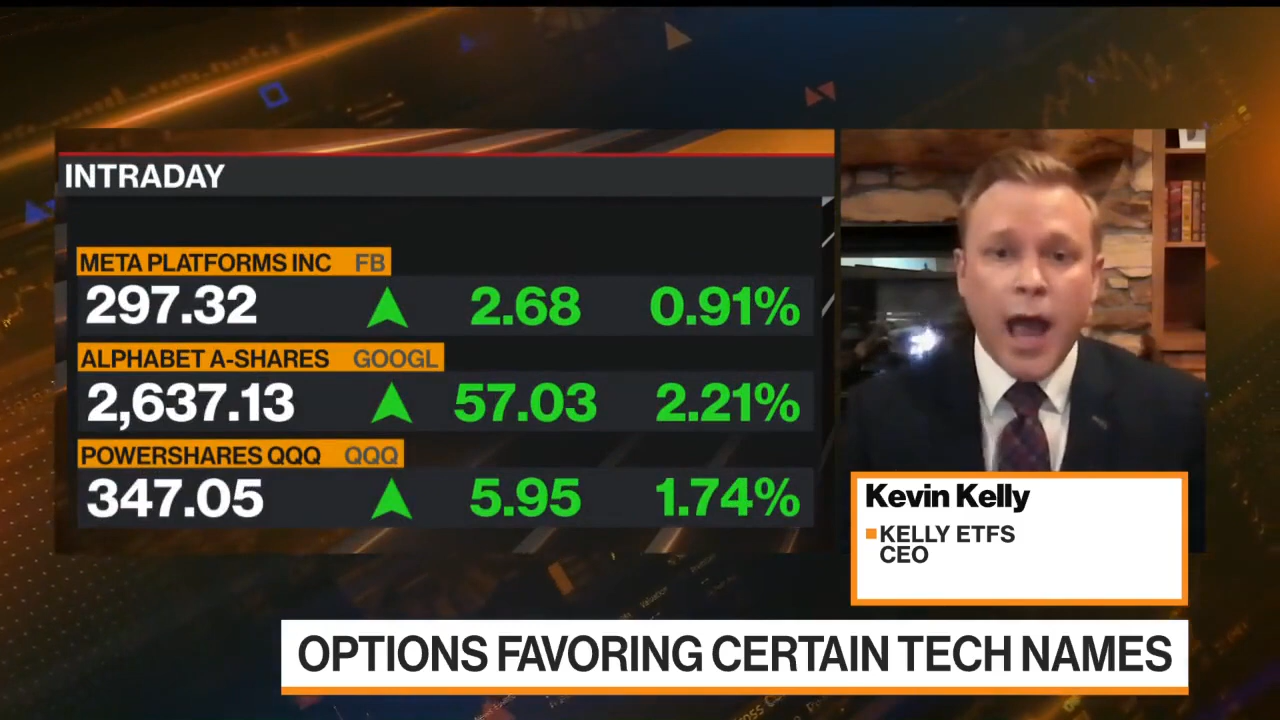 INTRADAY
META PLATFORMS INC FB
297.32 ▲ 2.68 0.91%
ALPHABET A-SHARES GOOGL
2,637.13 ▲ 57.03 2.21%
POWERSHARES QQQ QQQ
347.05 ▲ 5.95 1.74%
Kevin Kelly
KELLY ETFS
CEO
OPTIONS FAVORING CERTAIN TECH NAMES